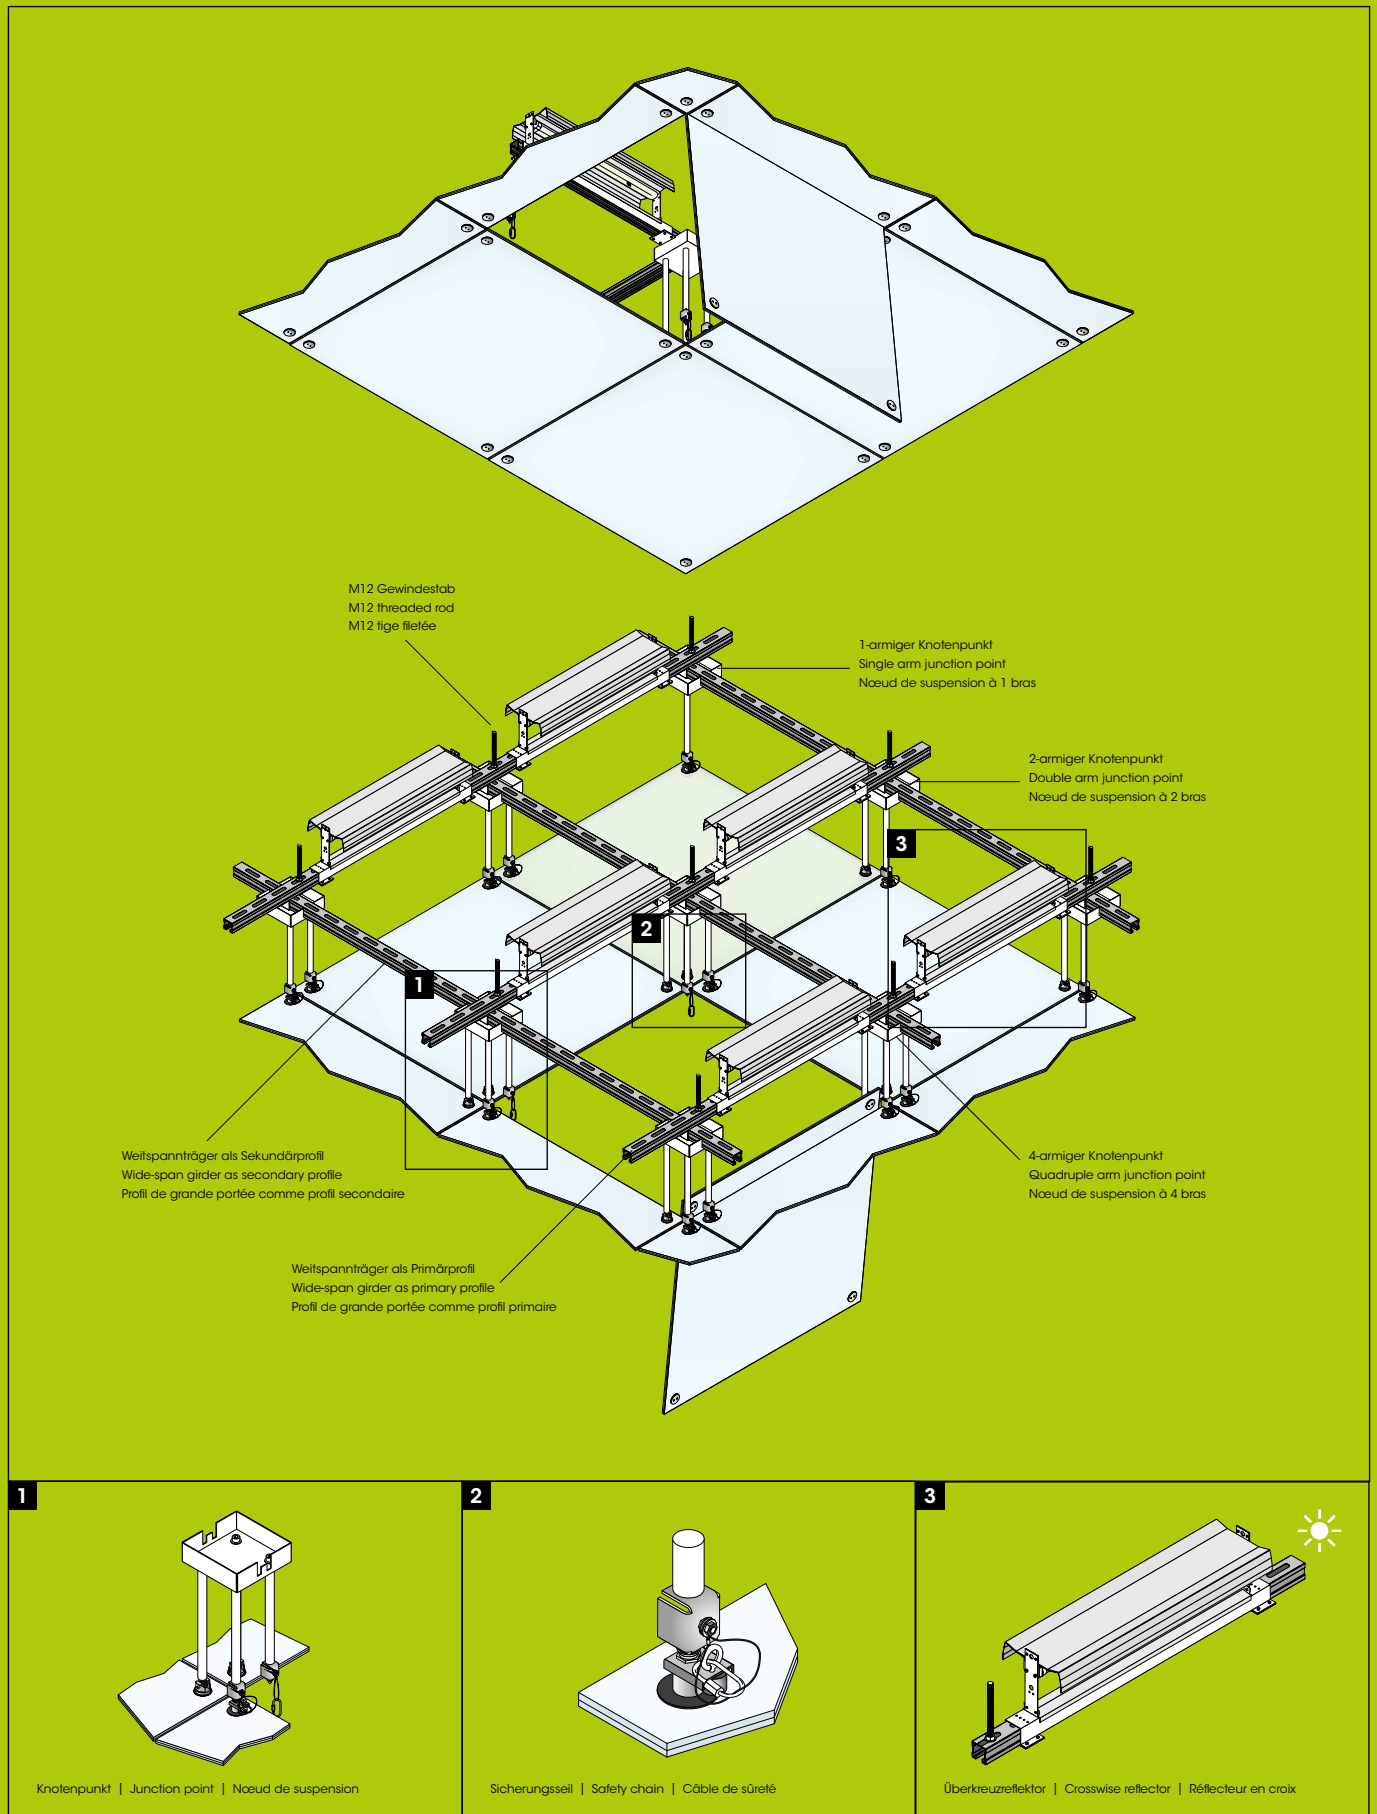 M12 Gewindestab
M12 threaded rod
M12 tige filetée
1-armiger Knotenpunkt
Single arm junction point
Nœud de suspension à 1 bras
2-armiger Knotenpunkt
Double arm junction point
Nœud de suspension à 2 bras
3
2
1
Weitspannträger als Sekundärprofil
Wide-span girder as secondary profile
Profil de grande portée comme profil secondaire
4-armiger Knotenpunkt
Quadruple arm junction point
Nœud de suspension à 4 bras
Weitspannträger als Primärprofil
Wide-span girder as primary profile
Profil de grande portée comme profil primaire
1
Knotenpunkt | Junction point | Nœud de suspension
2
Sicherungsseil | Safety chain | Câble de sûreté
3
Überkreuzreflektor | Crosswise reflector | Réflecteur en croix